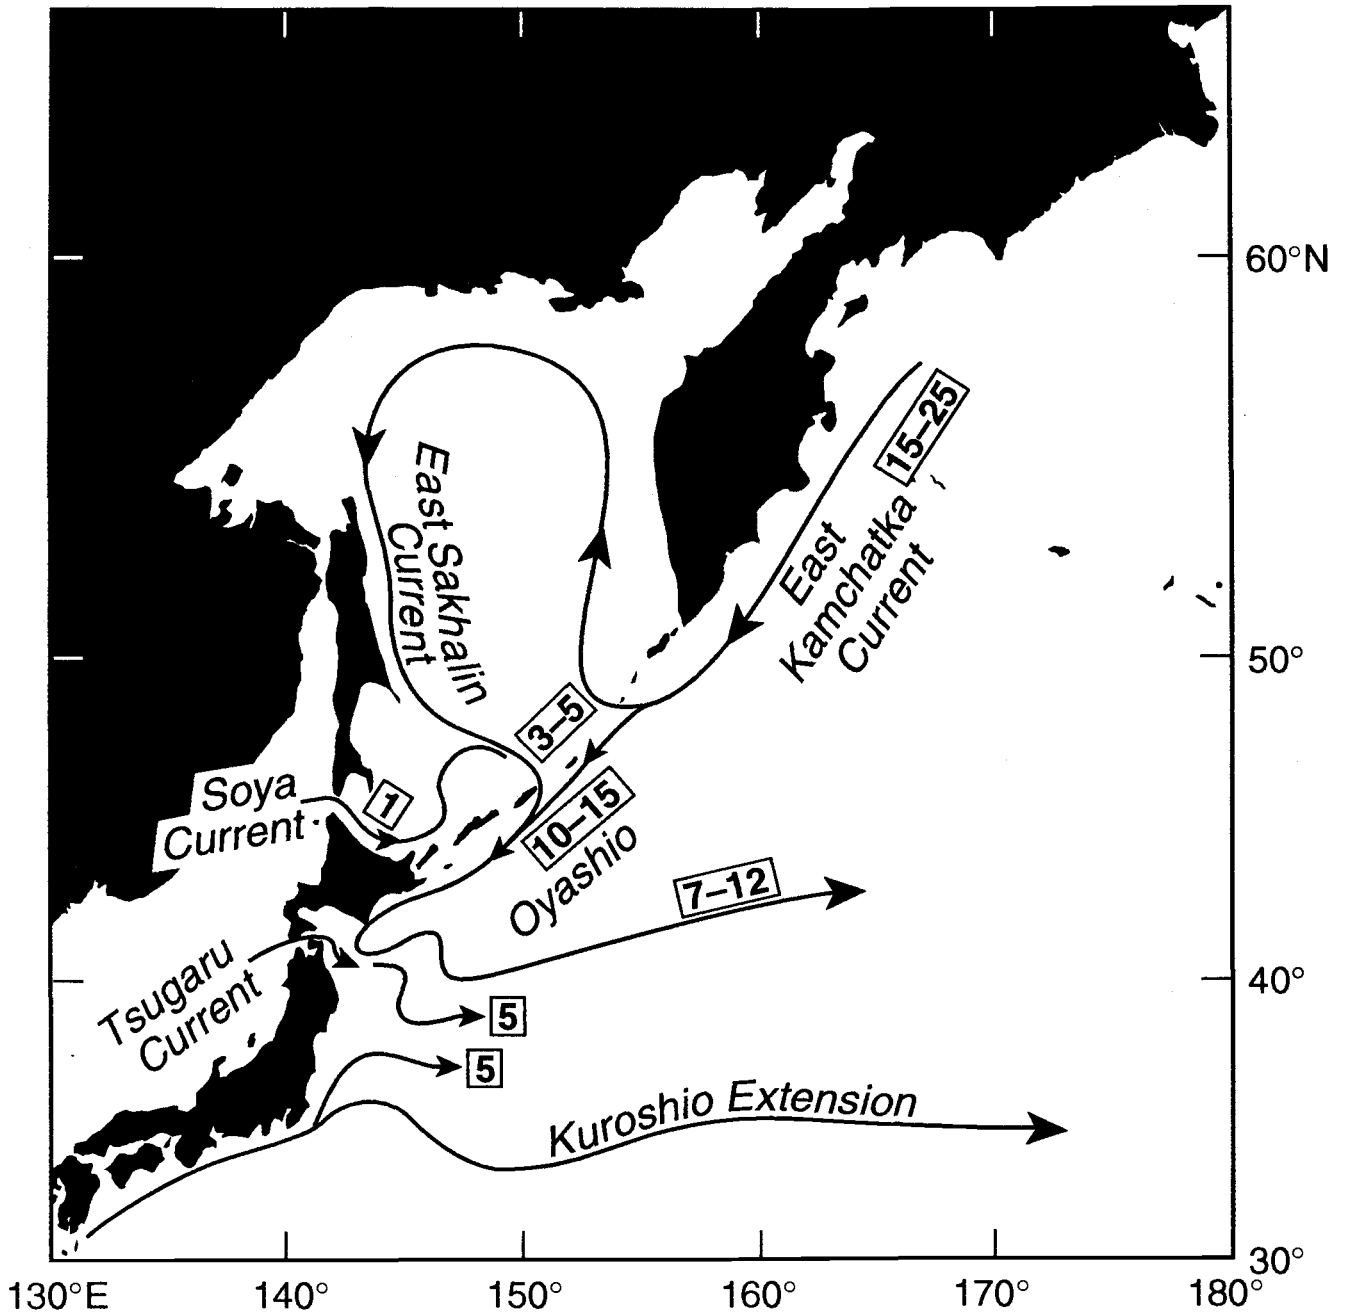 60°N
15–25
East
Kamchatka
Current
East Sakhalin
Current
50°
3–5
Soya
Current
1
10–15
Oyashio
7–12
Tsugaru
Current
40°
5
5
Kuroshio Extension
30°
130°E
140°
150°
160°
170°
180°